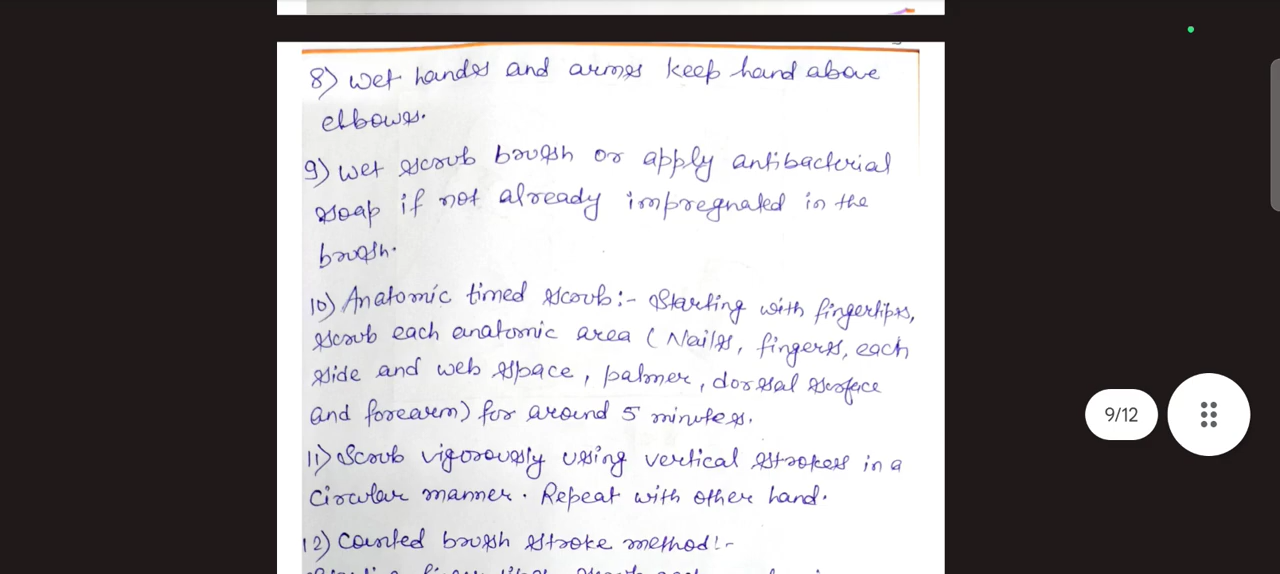 8) Wet hands and arms keep hand above
elbows.
9) Wet scrub brush or apply antibacterial
soap if not already impregnated in the
brush.
10) Anatomic timed scrub:- Starting with fingertips,
scrub each anatomic area (Nails, fingers, each
side and web space, palmer, dorsal surface
and forearm) for around 5 minutes.
11) Scrub vigorously using vertical strokes in a
circular manner. Repeat with other hand.
12) Counted brush stroke method:-
9/12